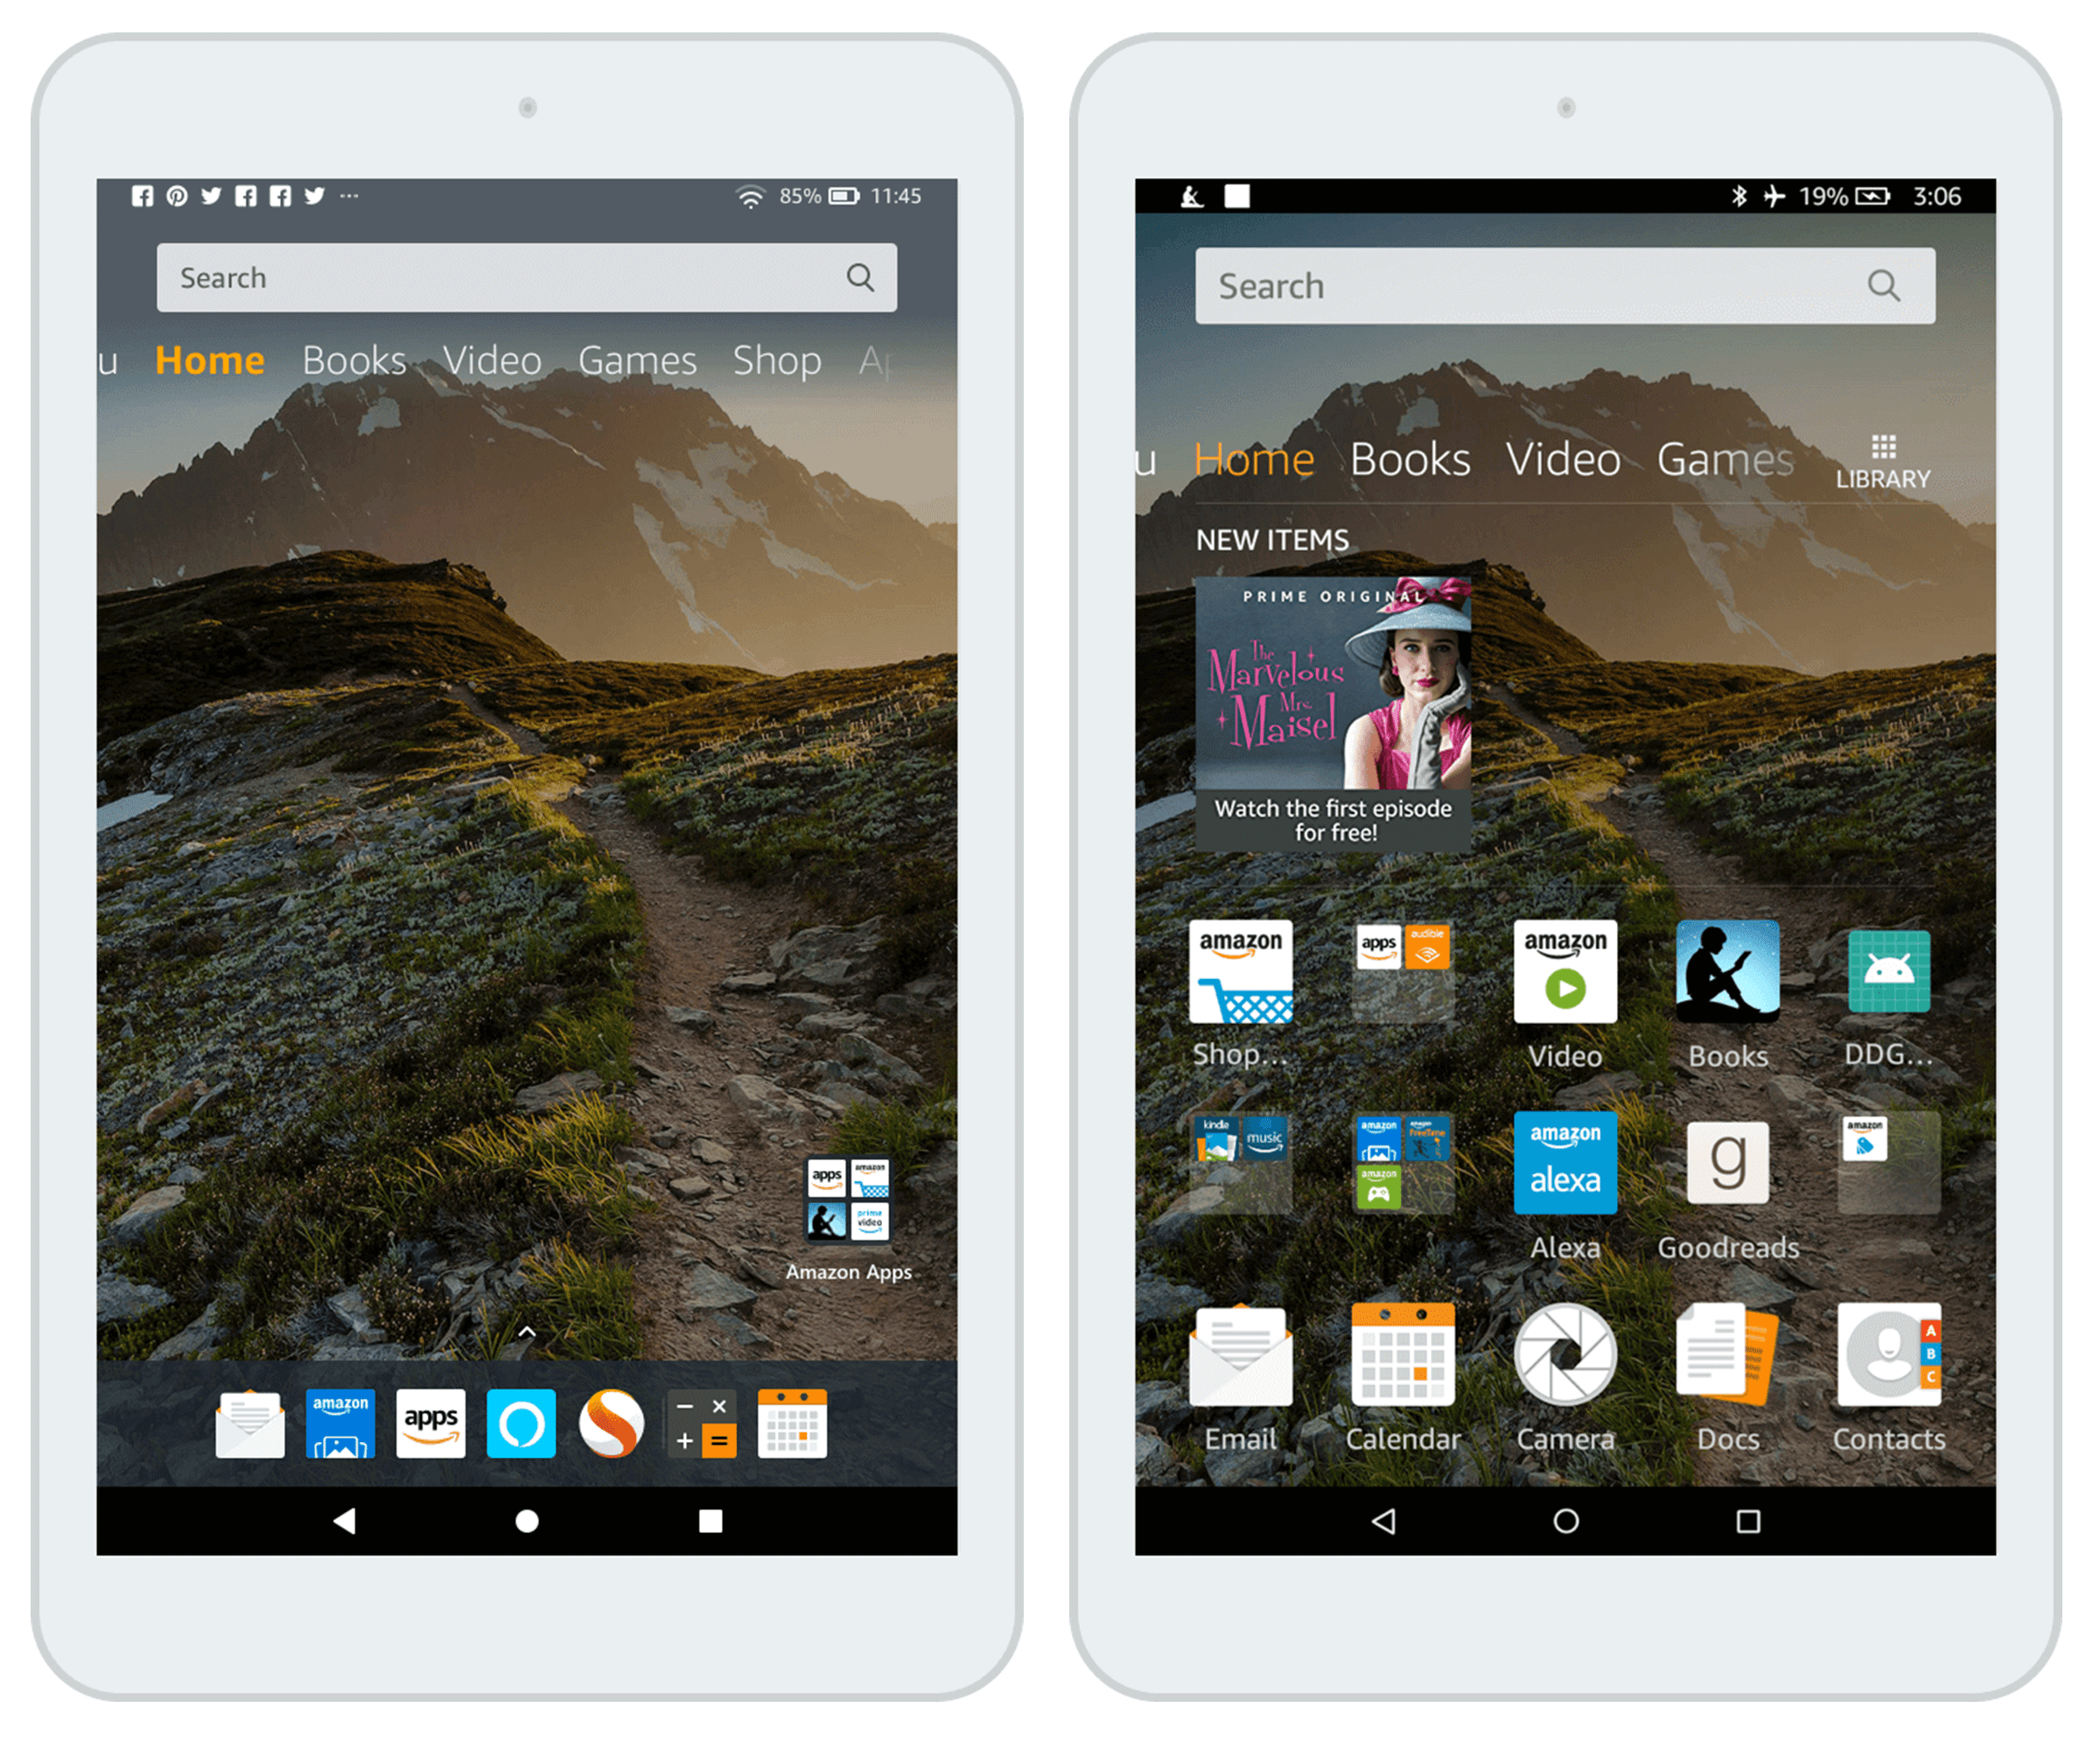 85% 11:45
Search
u Home Books Video Games Shop Ap
apps amazon
prime video
Amazon Apps
amazon apps
19% 3:06
Search
u Home Books Video Games LIBRARY
NEW ITEMS
PRIME ORIGINAL
The
Marvelous
Mrs.
Maisel
Watch the first episode
for free!
amazon apps audible amazon
Shop... Video Books DDG...
kindle music amazon amazon FreeTime amazon amazon alexa g amazon
Alexa Goodreads
A
B
C
Email Calendar Camera Docs Contacts